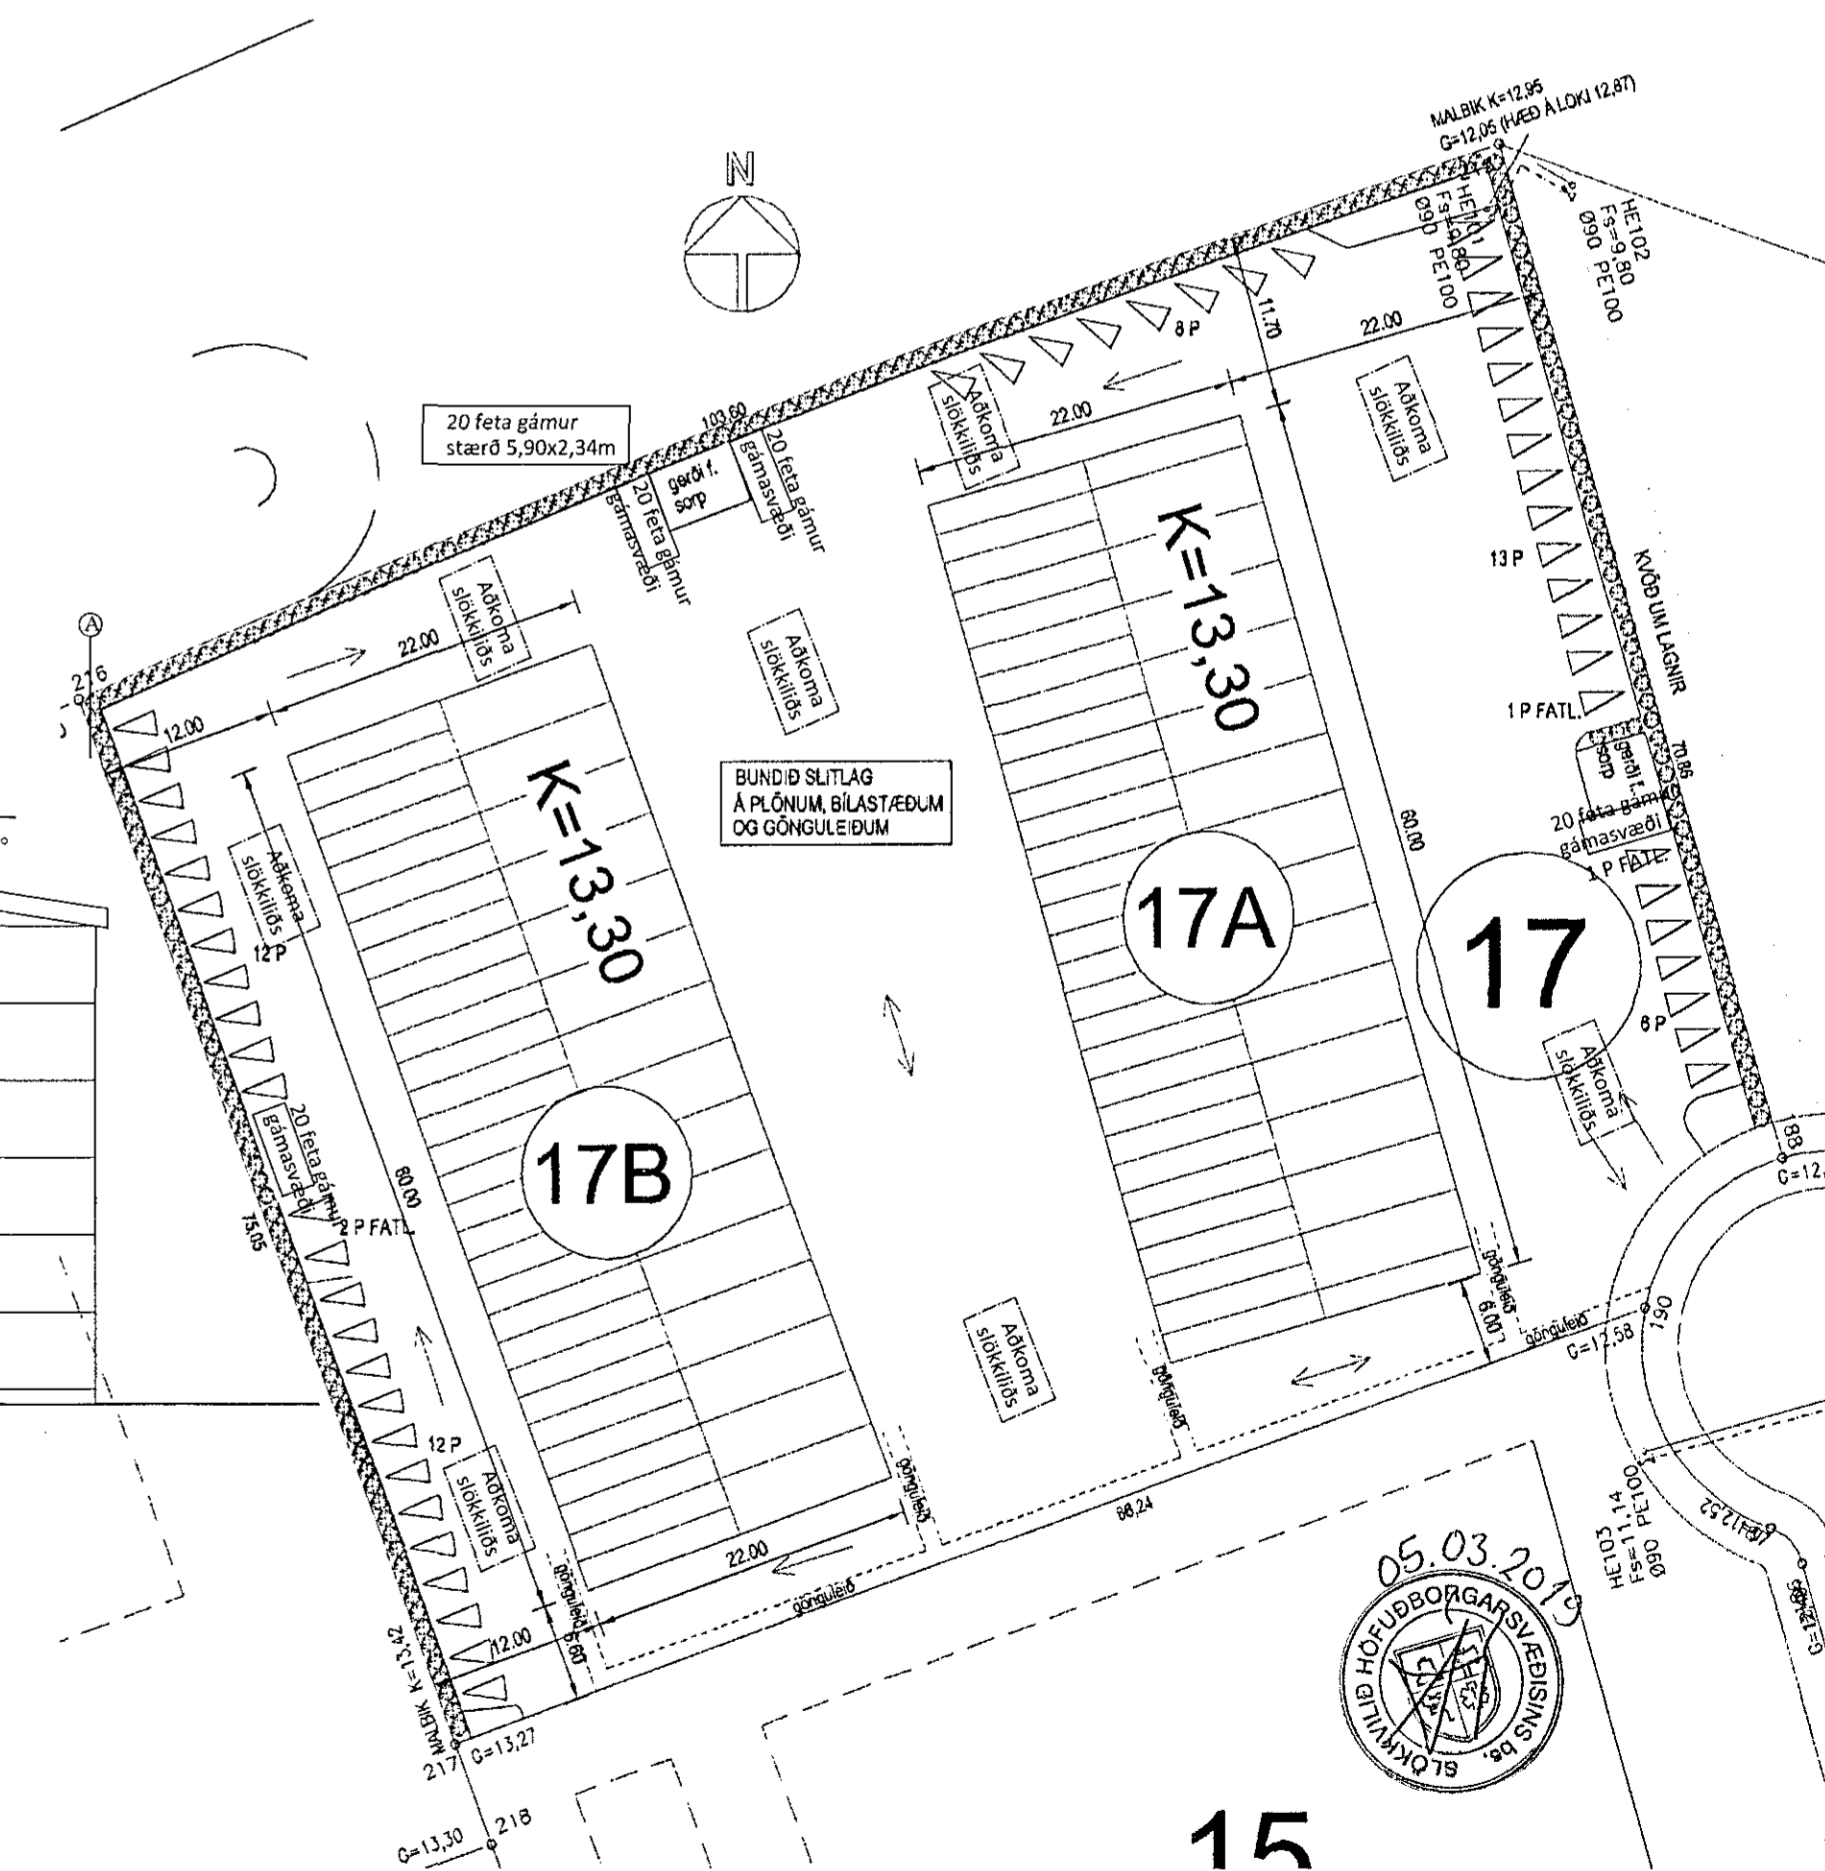 MALBIK K=12,95
G=12,05 (HÆÐ Á LOKI 12,87)
N
HE101
Fs=9,80
Ø90 PE100
HE102
Fs=9,80
Ø90 PE100
11.70
22.00
8 P
22.00
Aðkoma
slökkiliðs
Aðkoma
slökkiliðs
20 feta gámur
stærð 5,90x2,34m
103,60
gerði f.
sorp
20 feta gámur
gámasvæði
20 feta gámur
gámasvæði
K=13,30
13 P
KVÖÐ UM LAGNIR
Aðkoma
slökkiliðs
22.00
Aðkoma
slökkiliðs
A
216
12.00
1 P FATL.
gerði f.
sorp
70.86
K=13,30
BUNDIÐ SLITLAG
Á PLÖNUM, BÍLASTÆÐUM
OG GÖNGULEIÐUM
60.00
20 feta gámur
gámasvæði
1 P FATL.
Aðkoma
slökkiliðs
12 P
17A
17
6 P
Aðkoma
slökkiliðs
20 feta gámur
gámasvæði
17B
60.00
2 P FATL.
75.05
88
G=12,
gönguleið
6.00
gönguleið
G=12,58
190
Aðkoma
slökkiliðs
gönguleið
12 P
Aðkoma
slökkiliðs
gönguleið
88,24
22.00
gönguleið
gönguleið
12.00
5.60
HE103
Fs=11,14
Ø90 PE100
05.03.2019
SLÖKKVILIÐ HÖFUÐBORGARSVÆÐISINS bs.
MALBIK K=13,42
217
G=13,27
218
G=13,30
15